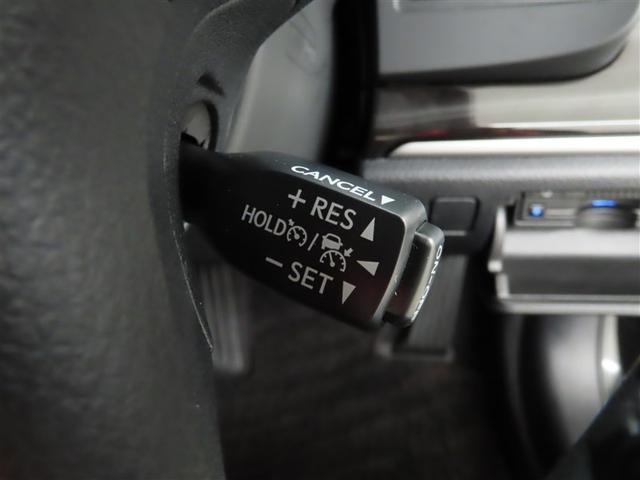 CANCEL▼
+ RES ▲
HOLD /
− SET ▼